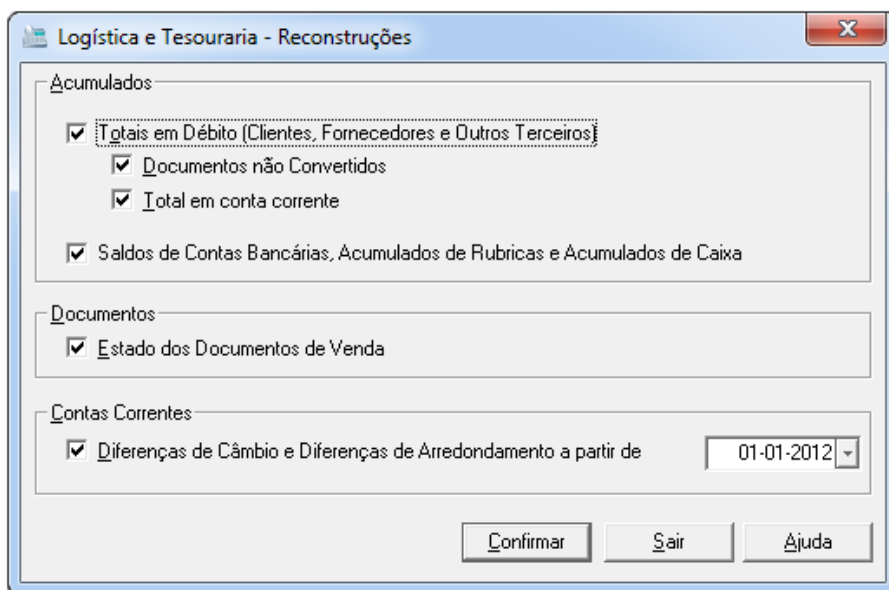 Logística e Tesouraria - Reconstruções
Acumulados
Totais em Débito (Clientes, Fornecedores e Outros Terceiros)
Documentos não Convertidos
Total em conta corrente
Saldos de Contas Bancárias, Acumulados de Rubricas e Acumulados de Caixa
Documentos
Estado dos Documentos de Venda
Contas Correntes
Diferenças de Câmbio e Diferenças de Arredondamento a partir de 01-01-2012
Confirmar Sair Ajuda